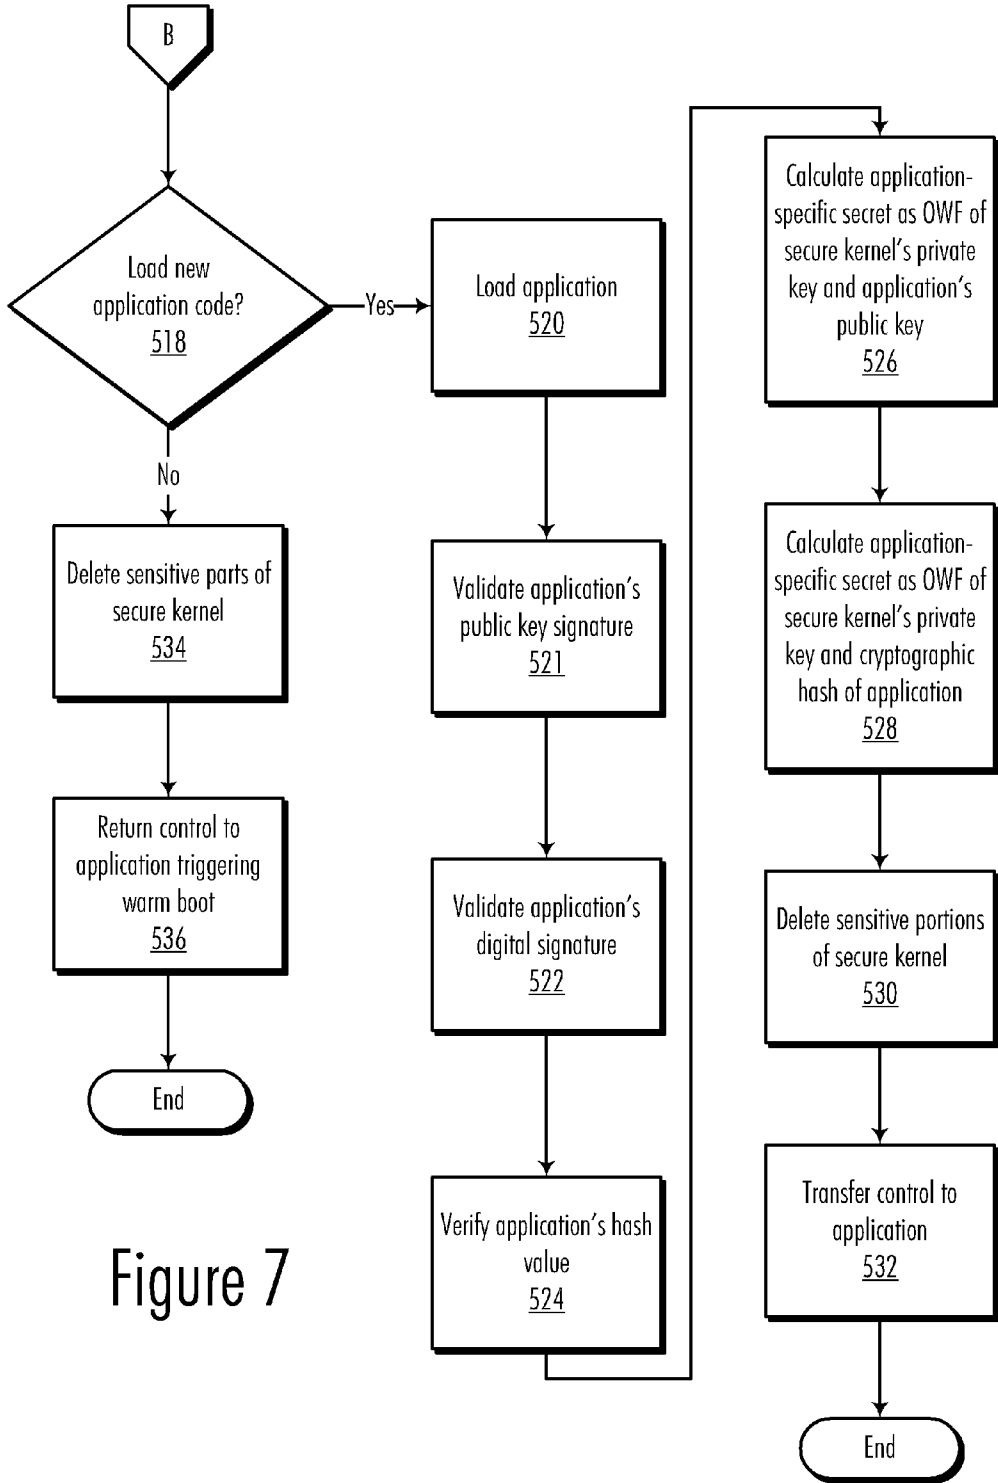 B
Load new
application code?
518
Yes
No
Delete sensitive parts of
secure kernel
534
Return control to
application triggering
warm boot
536
End
Load application
520
Validate application's
public key signature
521
Validate application's
digital signature
522
Verify application's hash
value
524
Calculate application-
specific secret as OWF of
secure kernel's private
key and application's
public key
526
Calculate application-
specific secret as OWF of
secure kernel's private
key and cryptographic
hash of application
528
Delete sensitive portions
of secure kernel
530
Transfer control to
application
532
End
Figure 7